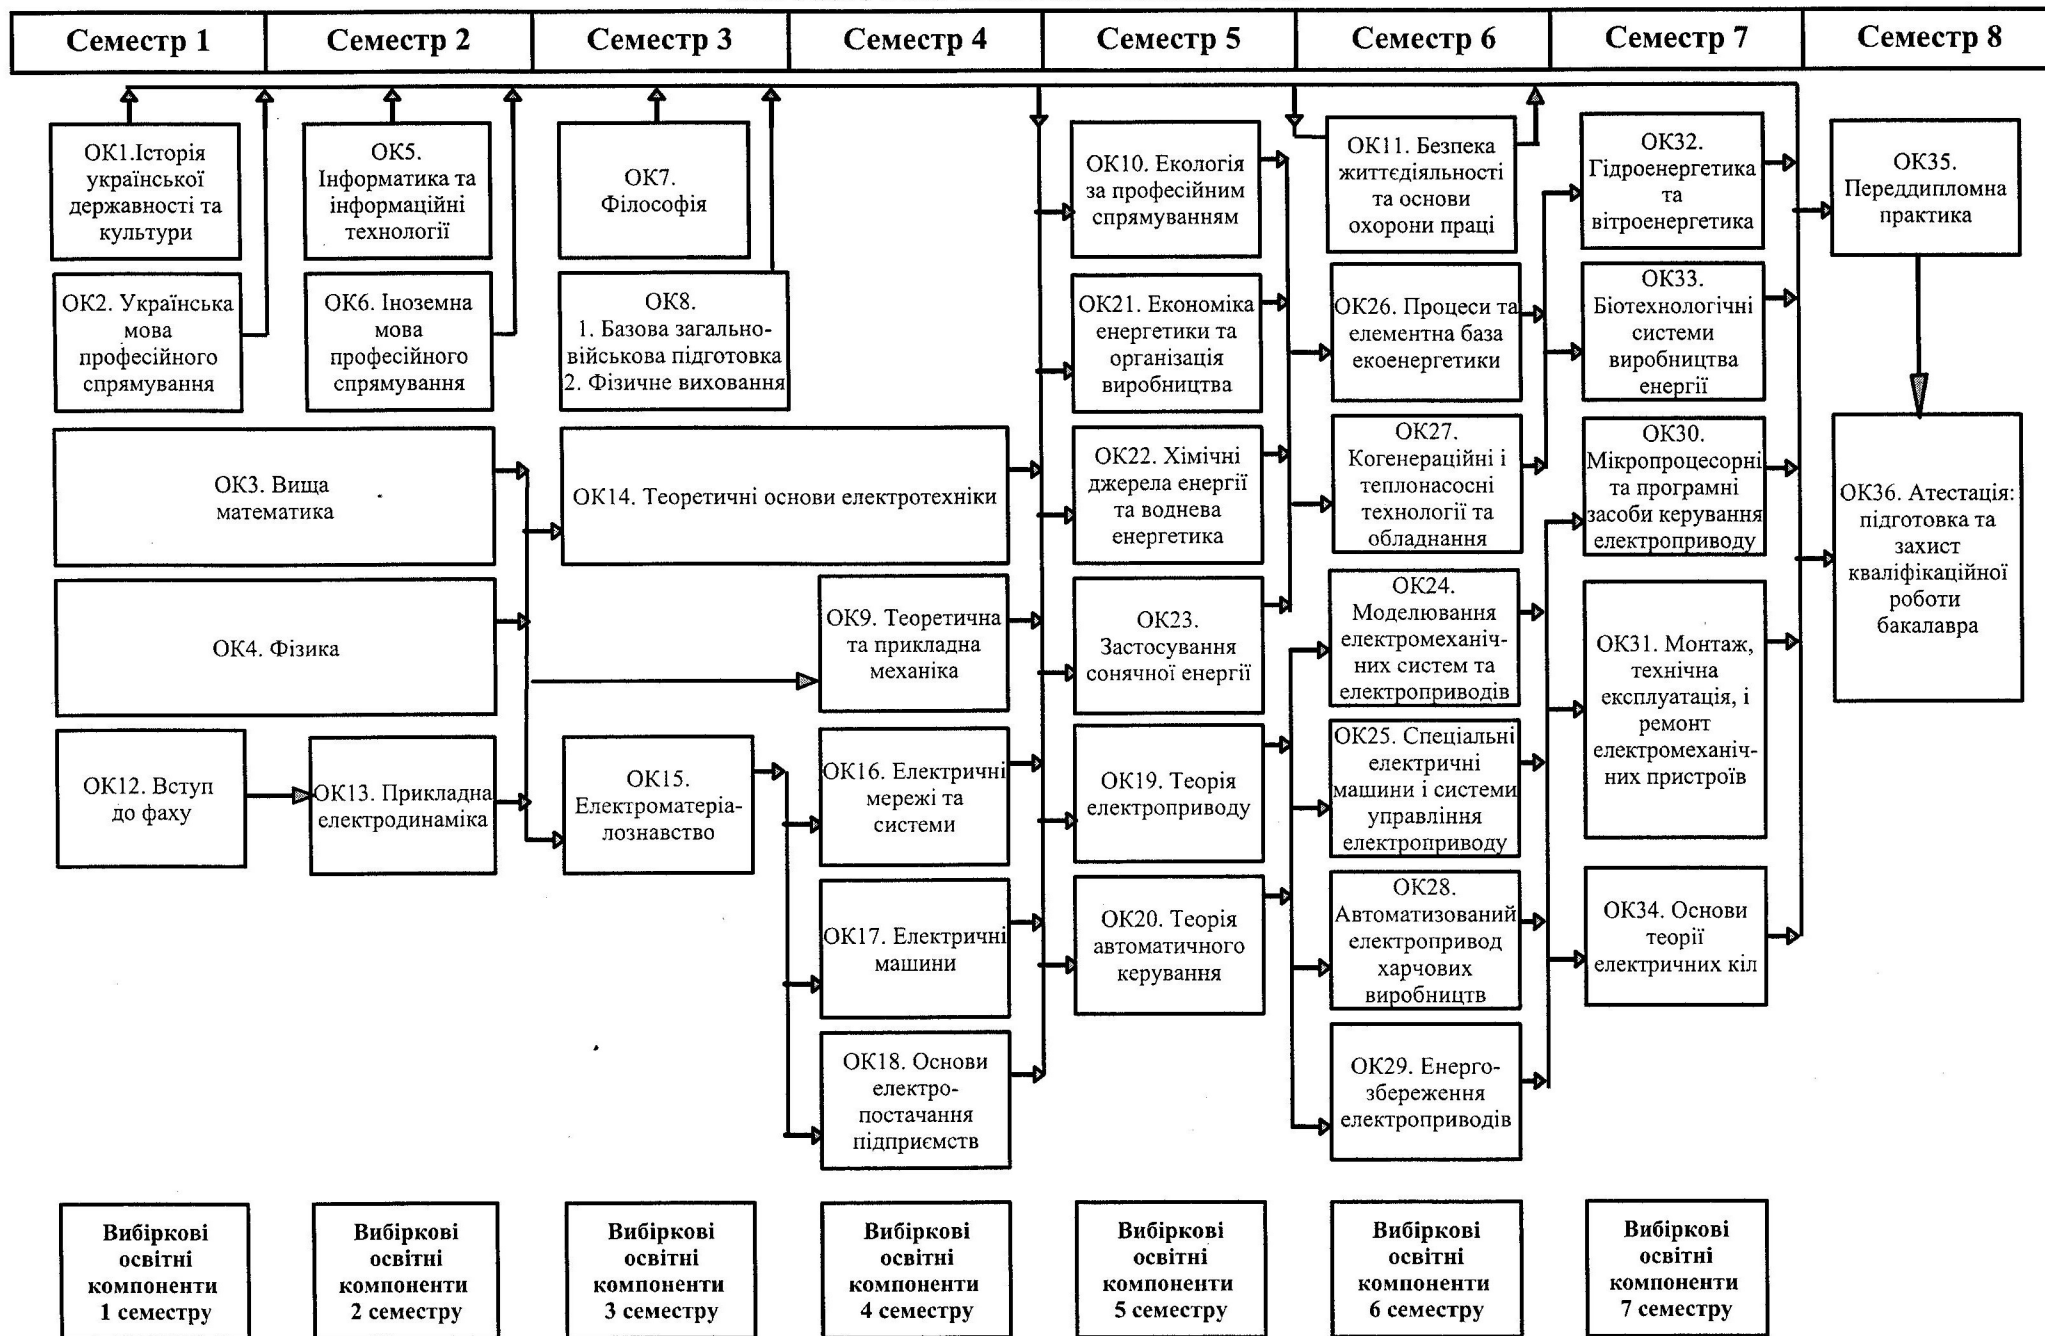 Семестр 1
Семестр 2
Семестр 3
Семестр 4
Семестр 5
Семестр 6
Семестр 7
Семестр 8
ОК1.Історія
української
державності та
культури
ОК2. Українська
мова
професійного
спрямування
ОК3. Вища
математика
ОК4. Фізика
ОК12. Вступ
до фаху
ОК5.
Інформатика та
інформаційні
технології
ОК6. Іноземна
мова
професійного
спрямування
ОК13. Прикладна
електродинаміка
ОК7.
Філософія
ОК8.
1. Базова загально-
військова підготовка
2. Фізичне виховання
ОК14. Теоретичні основи електротехніки
ОК15.
Електроматеріа-
лознавство
ОК9. Теоретична
та прикладна
механіка
ОК16. Електричні
мережі та
системи
ОК17. Електричні
машини
ОК18. Основи
електро-
постачання
підприємств
ОК10. Екологія
за професійним
спрямуванням
ОК21. Економіка
енергетики та
організація
виробництва
ОК22. Хімічні
джерела енергії
та воднева
енергетика
ОК23.
Застосування
сонячної енергії
ОК19. Теорія
електроприводу
ОК20. Теорія
автоматичного
керування
ОК11. Безпека
життєдіяльності
та основи
охорони праці
ОК26. Процеси та
елементна база
екоенергетики
ОК27.
Когенераційні і
теплонасосні
технології та
обладнання
ОК24.
Моделювання
електромеханіч-
них систем та
електроприводів
ОК25. Спеціальні
електричні
машини і системи
управління
електроприводу
ОК28.
Автоматизований
електропривод
харчових
виробництв
ОК29. Енерго-
збереження
електроприводів
ОК32.
Гідроенергетика
та
вітроенергетика
ОК33.
Біотехнологічні
системи
виробництва
енергії
ОК30.
Мікропроцесорні
та програмні
засоби керування
електроприводу
ОК31. Монтаж,
технічна
експлуатація, і
ремонт
електромеханіч-
них пристроїв
ОК34. Основи
теорії
електричних кіл
ОК35.
Переддипломна
практика
ОК36. Атестація:
підготовка та
захист
кваліфікаційної
роботи
бакалавра
Вибіркові
освітні
компоненти
1 семестру
Вибіркові
освітні
компоненти
2 семестру
Вибіркові
освітні
компоненти
3 семестру
Вибіркові
освітні
компоненти
4 семестру
Вибіркові
освітні
компоненти
5 семестру
Вибіркові
освітні
компоненти
6 семестру
Вибіркові
освітні
компоненти
7 семестру